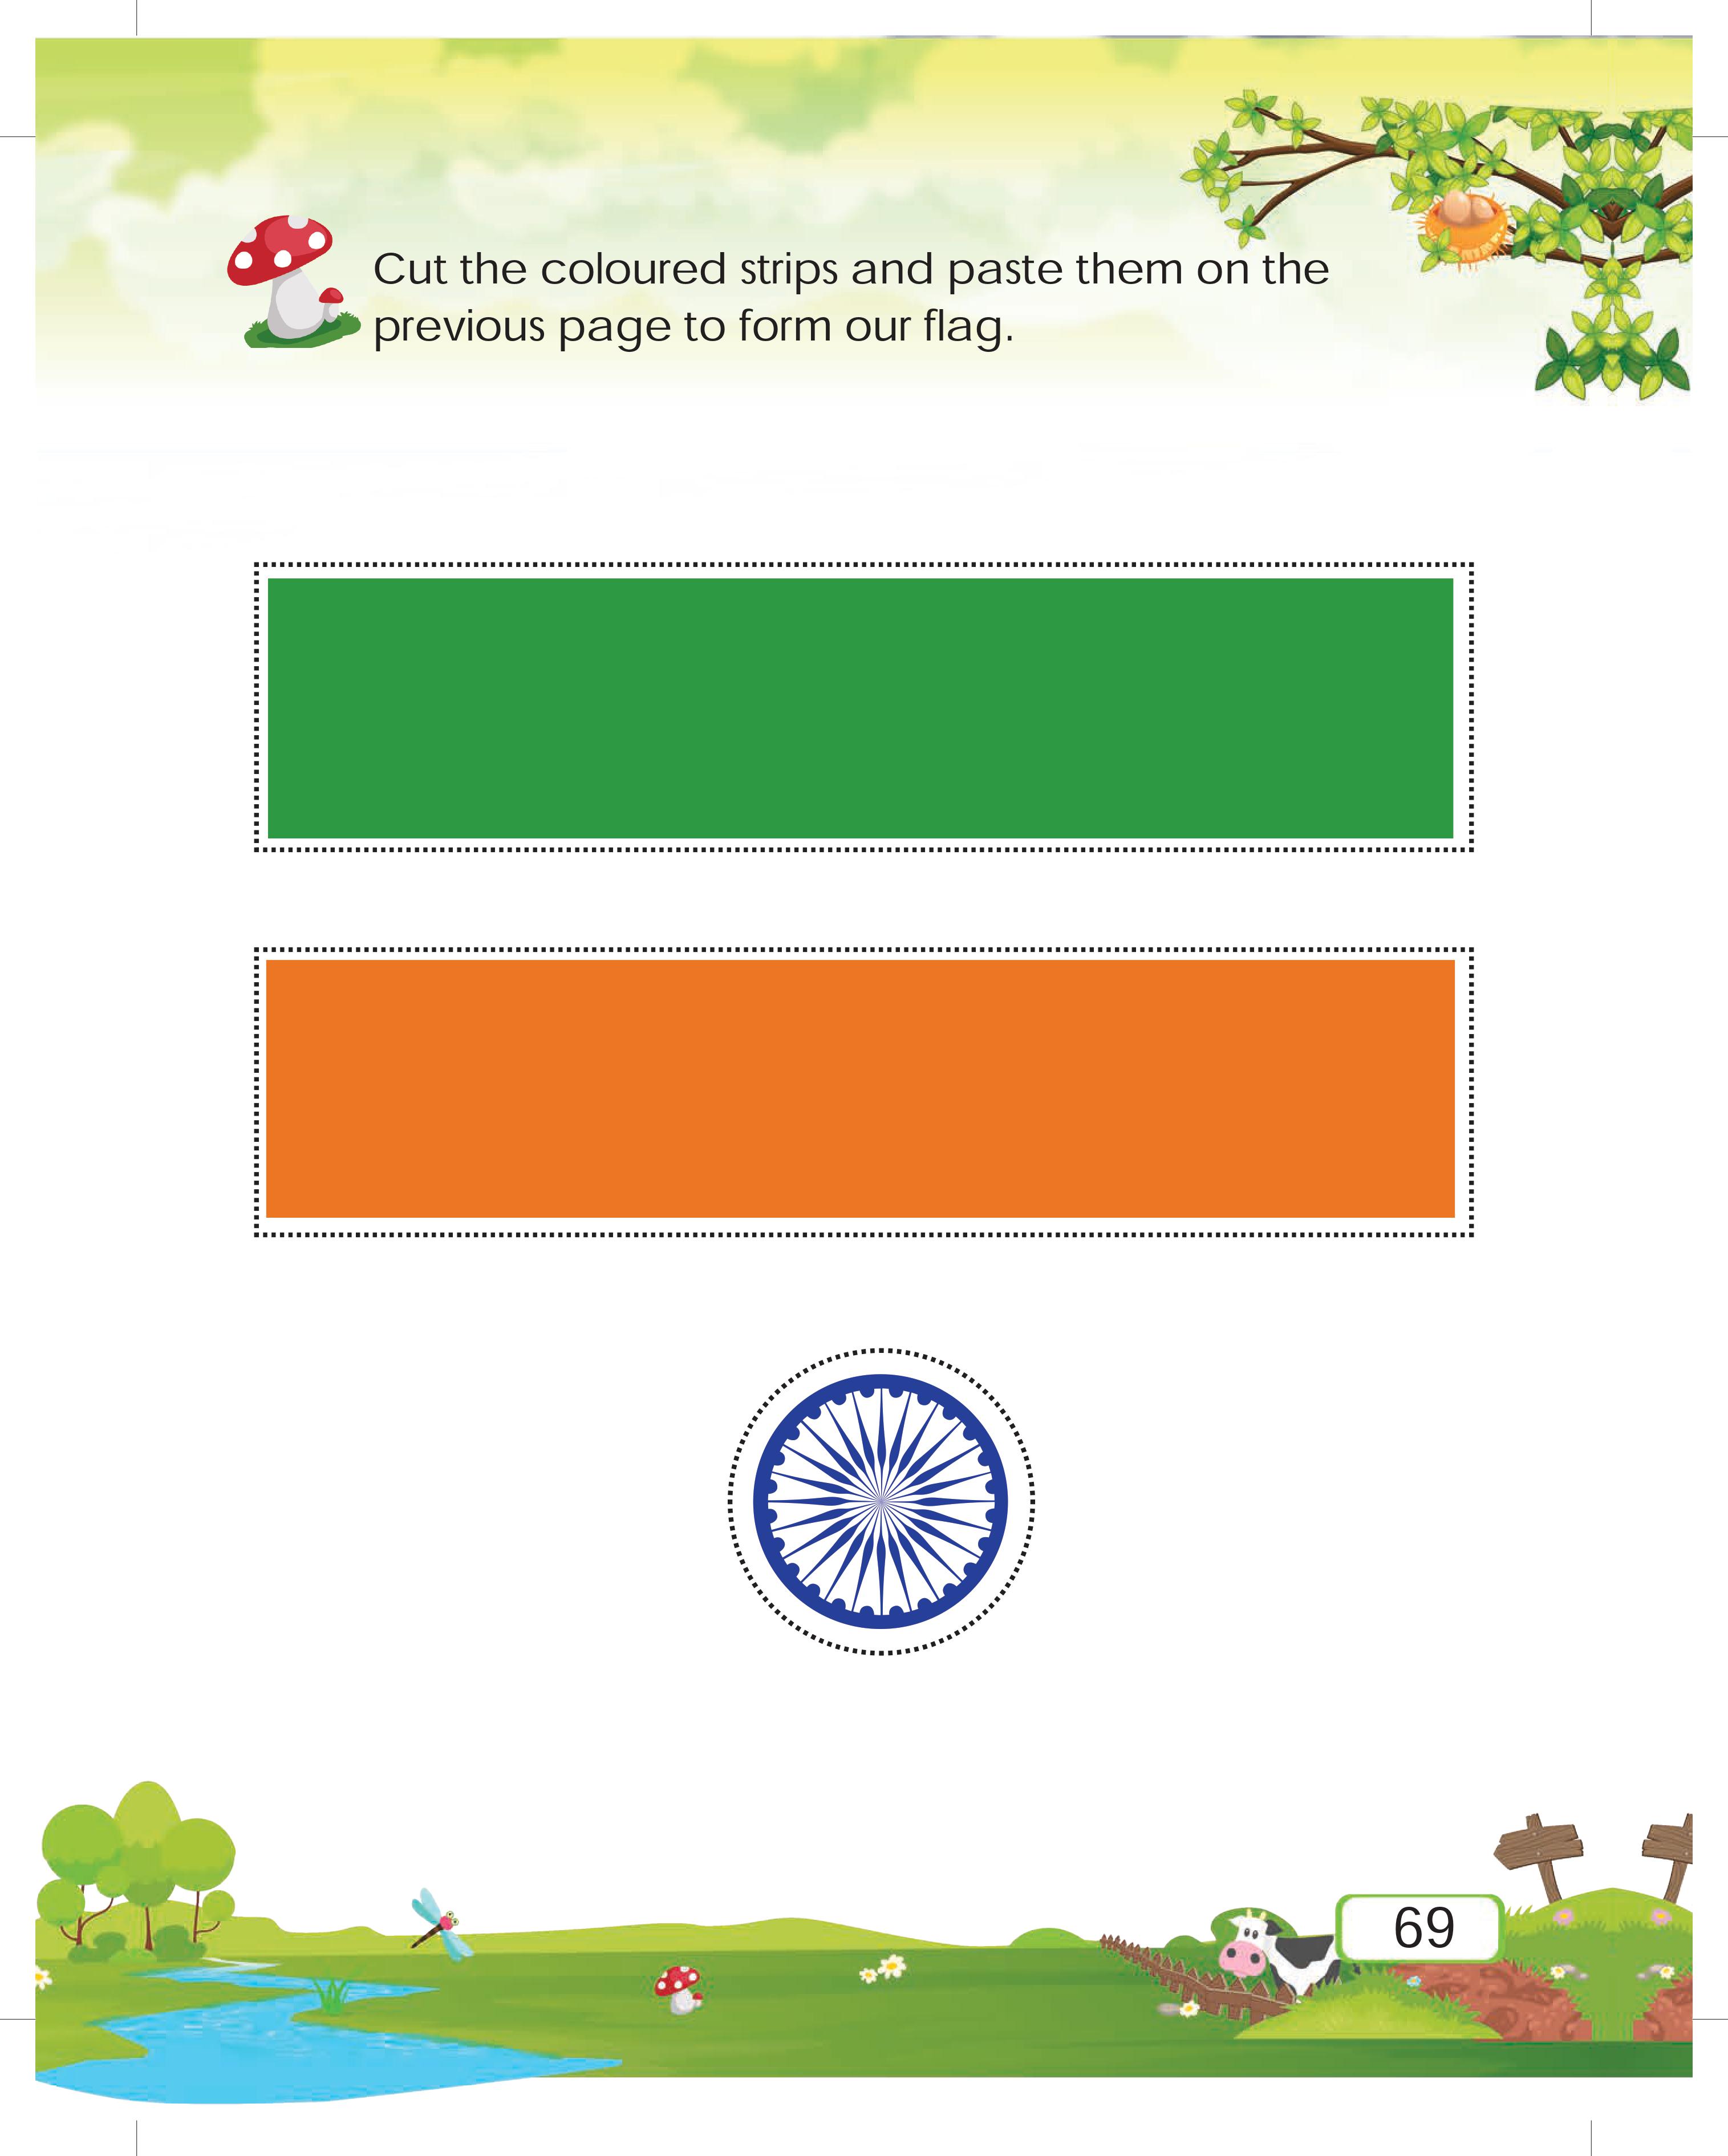 Cut the coloured strips and paste them on the
previous page to form our flag.
69